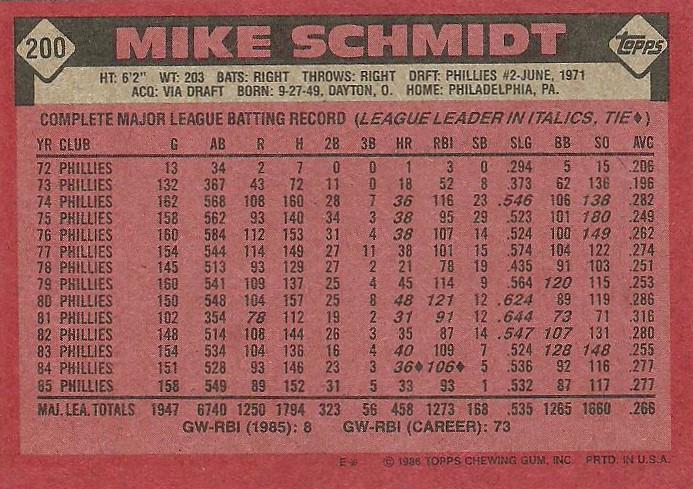 200 MIKE SCHMIDT Topps
HT: 6'2" WT: 203 BATS: RIGHT THROWS: RIGHT DRFT: PHILLIES #2-JUNE, 1971
ACQ: VIA DRAFT BORN: 9-27-49, DAYTON, O. HOME: PHILADELPHIA, PA.
COMPLETE MAJOR LEAGUE BATTING RECORD (LEAGUE LEADER IN ITALICS, TIE♦)
YR CLUB G AB R H 2B 3B HR RBI SB SLG BB SO AVG
72 PHILLIES 13 34 2 7 0 0 1 3 0 .294 5 15 .206
73 PHILLIES 132 367 43 72 11 0 18 52 8 .373 62 136 .196
74 PHILLIES 162 568 108 160 28 7 36 116 23 .546 106 138 .282
75 PHILLIES 158 562 93 140 34 3 38 95 29 .523 101 180 .249
76 PHILLIES 160 584 112 153 31 4 38 107 14 .524 100 149 .262
77 PHILLIES 154 544 114 149 27 11 38 101 15 .574 104 122 .274
78 PHILLIES 145 513 93 129 27 2 21 78 19 .435 91 103 .251
79 PHILLIES 160 541 109 137 25 4 45 114 9 .564 120 115 .253
80 PHILLIES 150 548 104 157 25 8 48 121 12 .624 89 119 .286
81 PHILLIES 102 354 78 112 19 2 31 91 12 .644 73 71 .316
82 PHILLIES 148 514 108 144 26 3 35 87 14 .547 107 131 .280
83 PHILLIES 154 534 104 136 16 4 40 109 7 .524 128 148 .255
84 PHILLIES 151 528 93 146 23 3 36♦ 106♦ 5 .536 92 116 .277
85 PHILLIES 158 549 89 152 31 5 33 93 1 .532 87 117 .277
MAJ. LEA. TOTALS 1947 6740 1250 1794 323 56 458 1273 168 .535 1265 1660 .266
GW-RBI (1985): 8 GW-RBI (CAREER): 73
E* © 1986 TOPPS CHEWING GUM, INC. PRTD. IN U.S.A.